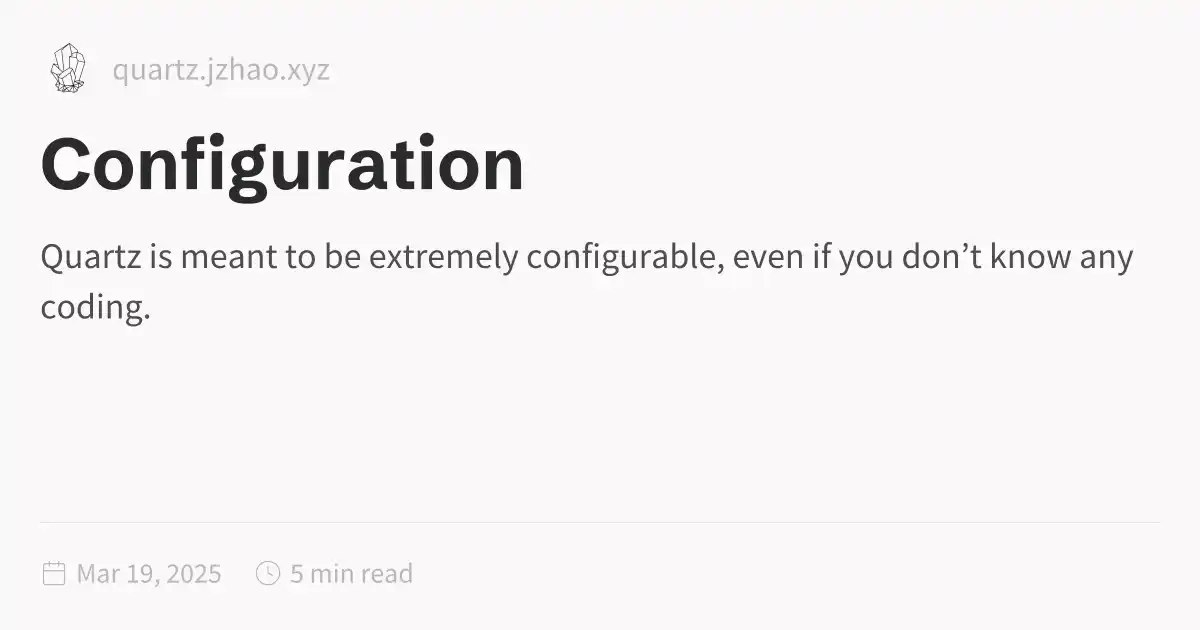 quartz.jzhao.xyz
Configuration
Quartz is meant to be extremely configurable, even if you don’t know any
coding.
Mar 19, 2025 5 min read